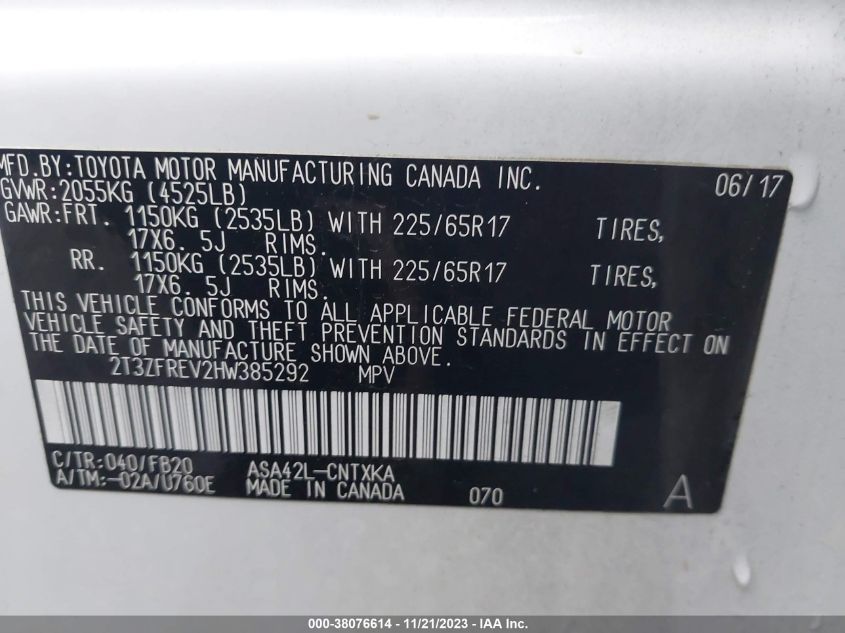 MFD.BY:TOYOTA MOTOR MANUFACTURING CANADA INC. 06/17
GVWR:2055KG (4525LB)
GAWR:FRT. 1150KG (2535LB) WITH 225/65R17 TIRES,
17X6. 5J RIMS.
RR. 1150KG (2535LB) WITH 225/65R17 TIRES,
17X6. 5J RIMS.
THIS VEHICLE CONFORMS TO ALL APPLICABLE FEDERAL MOTOR
VEHICLE SAFETY AND THEFT PREVENTION STANDARDS IN EFFECT ON
THE DATE OF MANUFACTURE SHOWN ABOVE.
2T3ZFREV2HW385292 MPV
C/TR:040/FB20 ASA42L-CNTXKA
A/TM:-02A/U760E MADE IN CANADA 070 A
000-38076614 - 11/21/2023 - IAAI.com